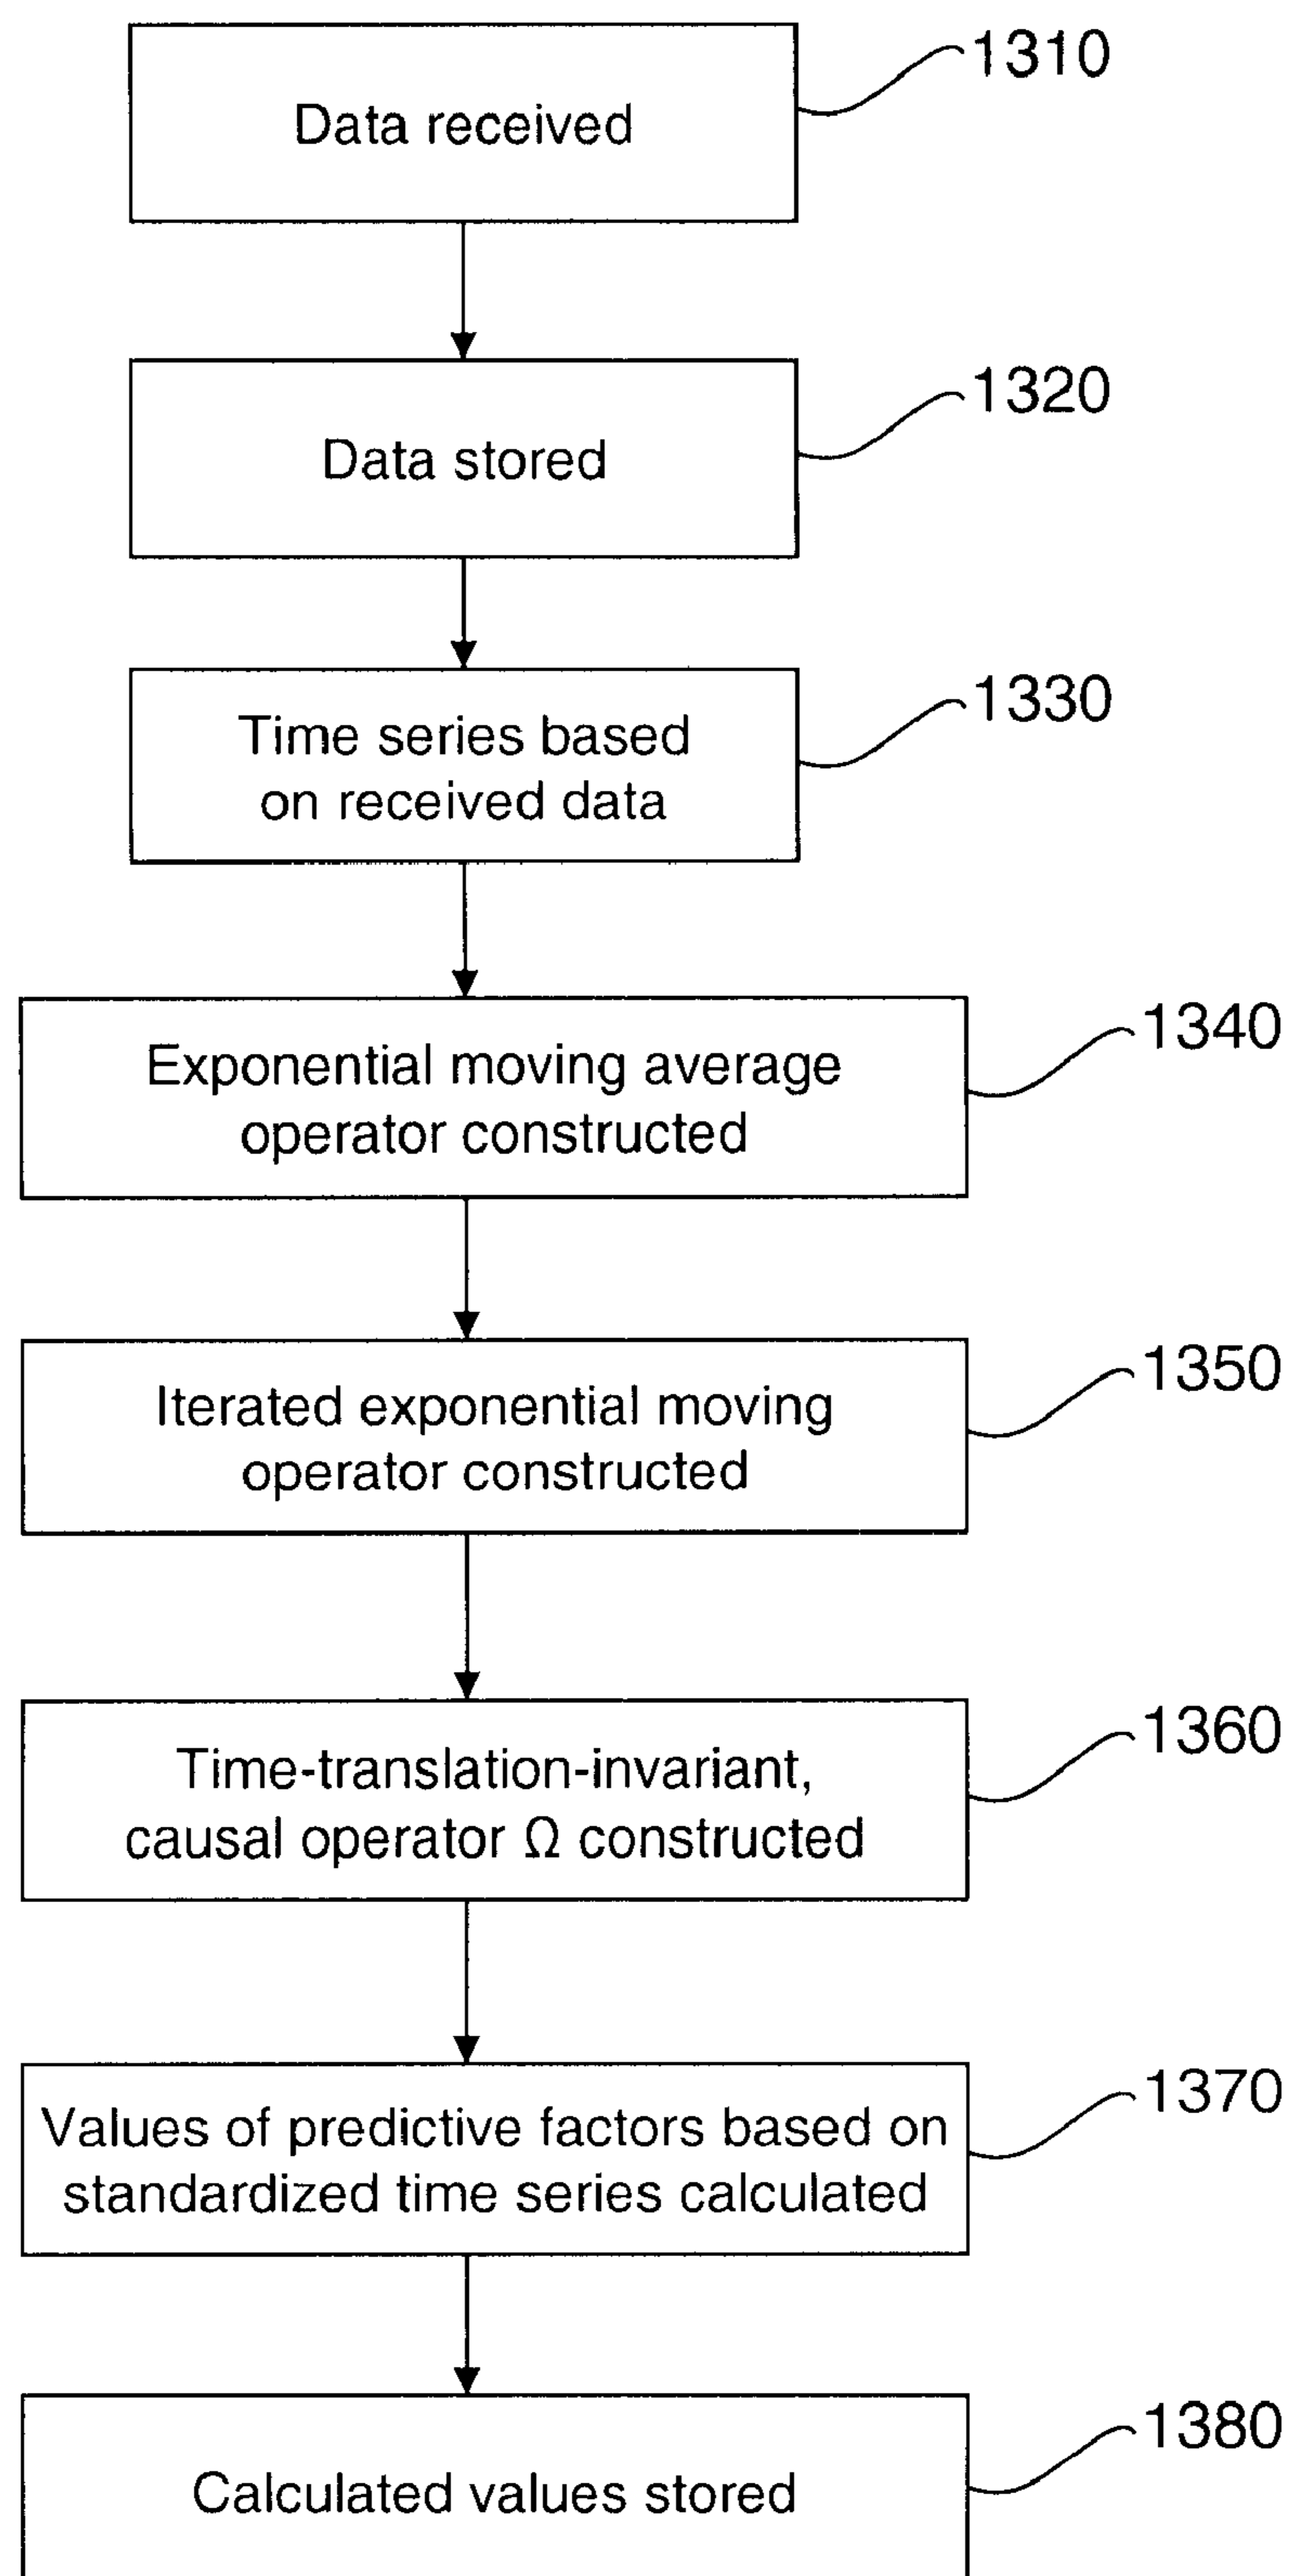 1310
Data received
1320
Data stored
1330
Time series based
on received data
1340
Exponential moving average
operator constructed
1350
Iterated exponential moving
operator constructed
1360
Time-translation-invariant,
causal operator Ω constructed
1370
Values of predictive factors based on
standardized time series calculated
1380
Calculated values stored